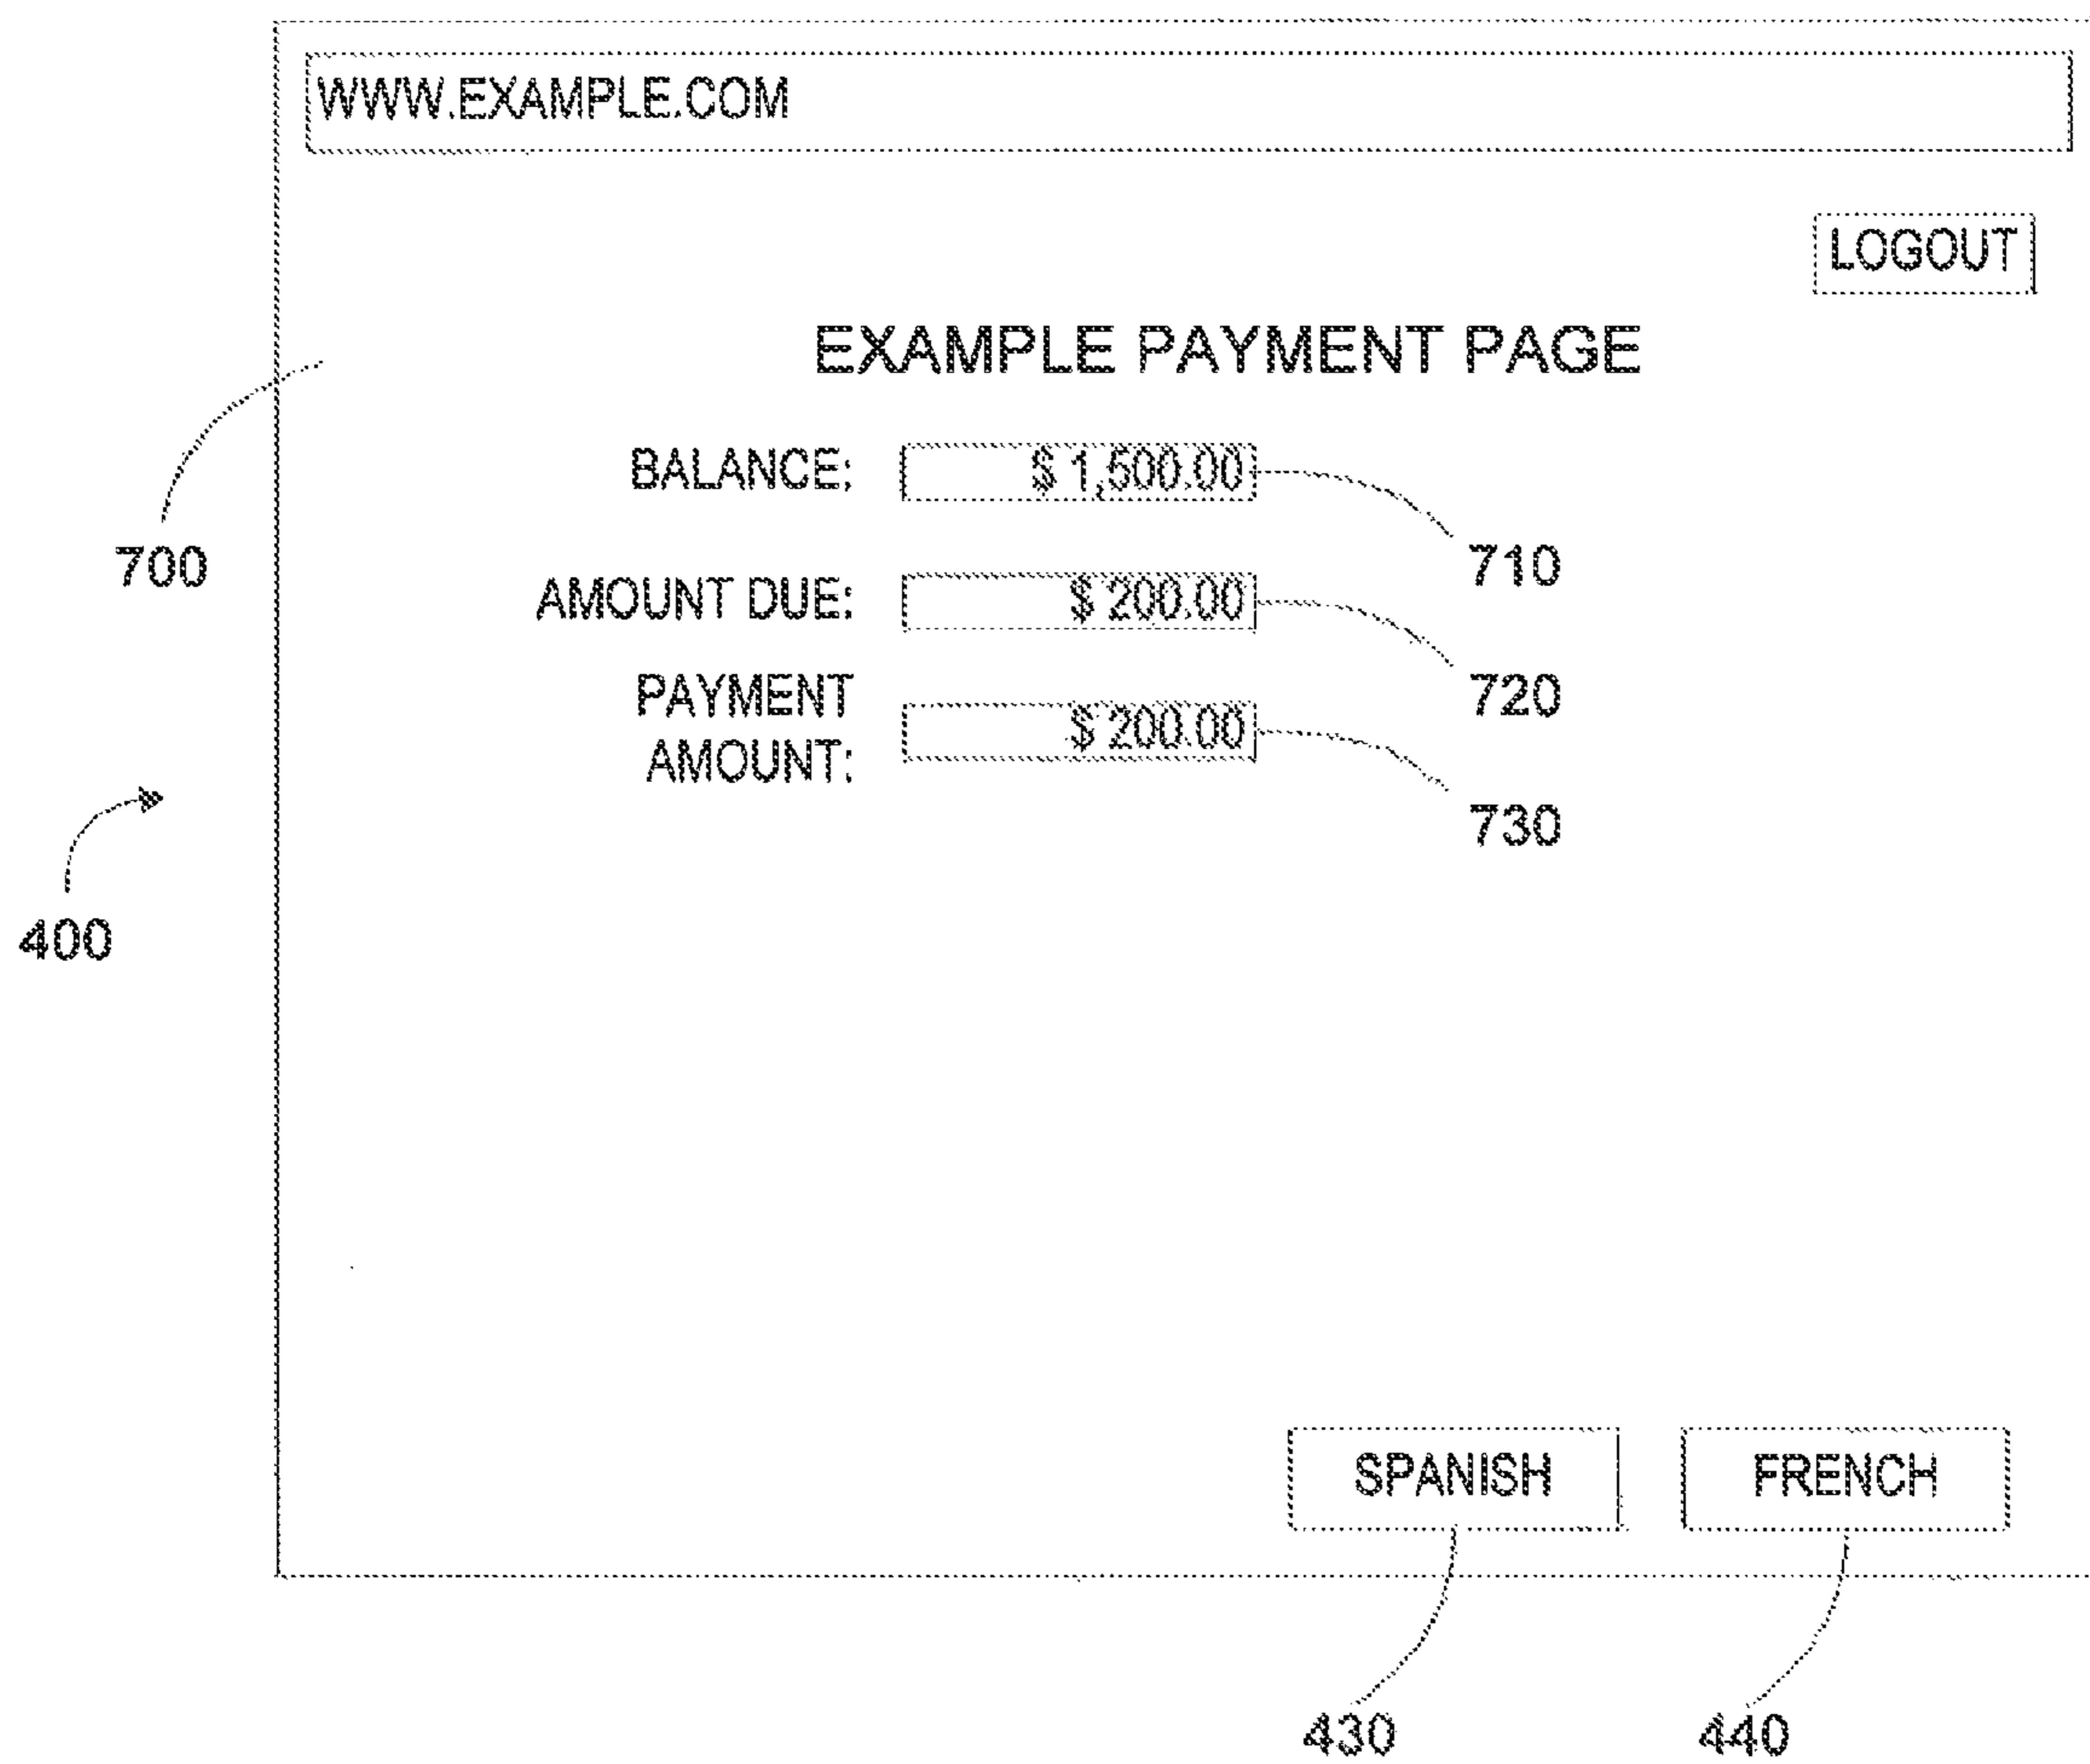 WWW.EXAMPLE.COM
LOGOUT
EXAMPLE PAYMENT PAGE
BALANCE: $ 1,500.00
700
710
AMOUNT DUE: $ 200.00
720
PAYMENT
AMOUNT: $ 200.00
730
400
SPANISH FRENCH
430 440